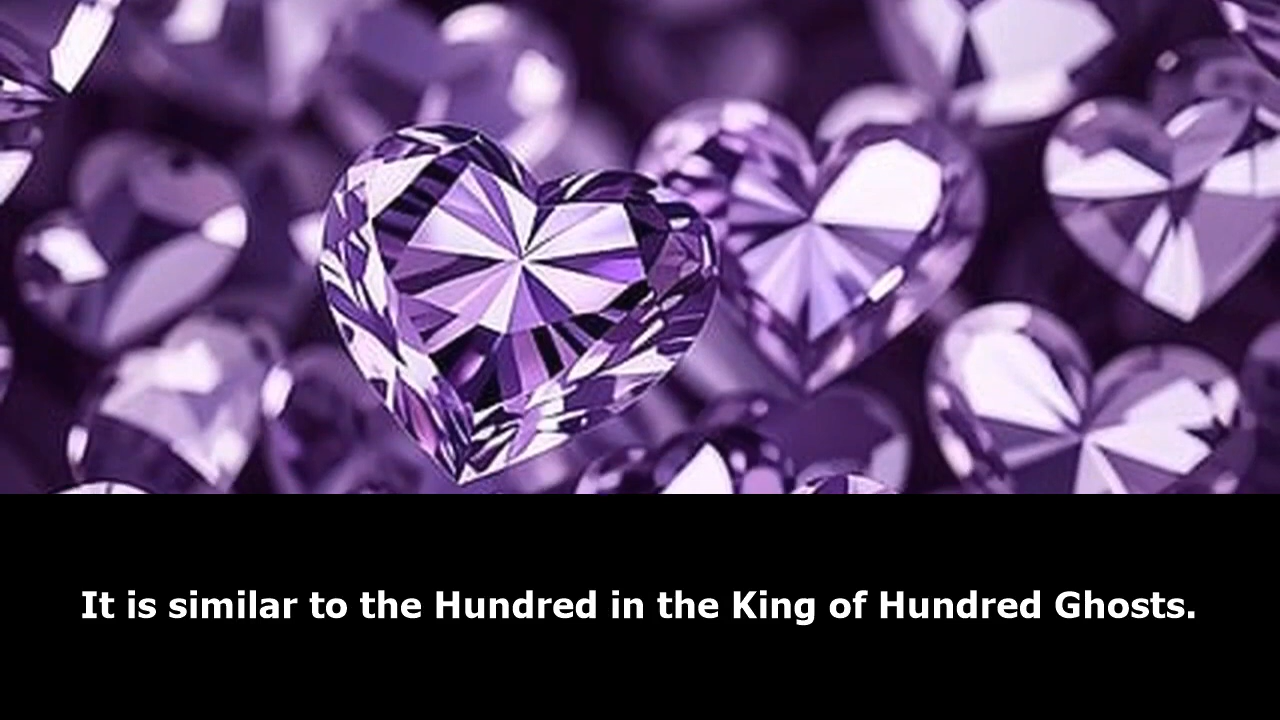 It is similar to the Hundred in the King of Hundred Ghosts.